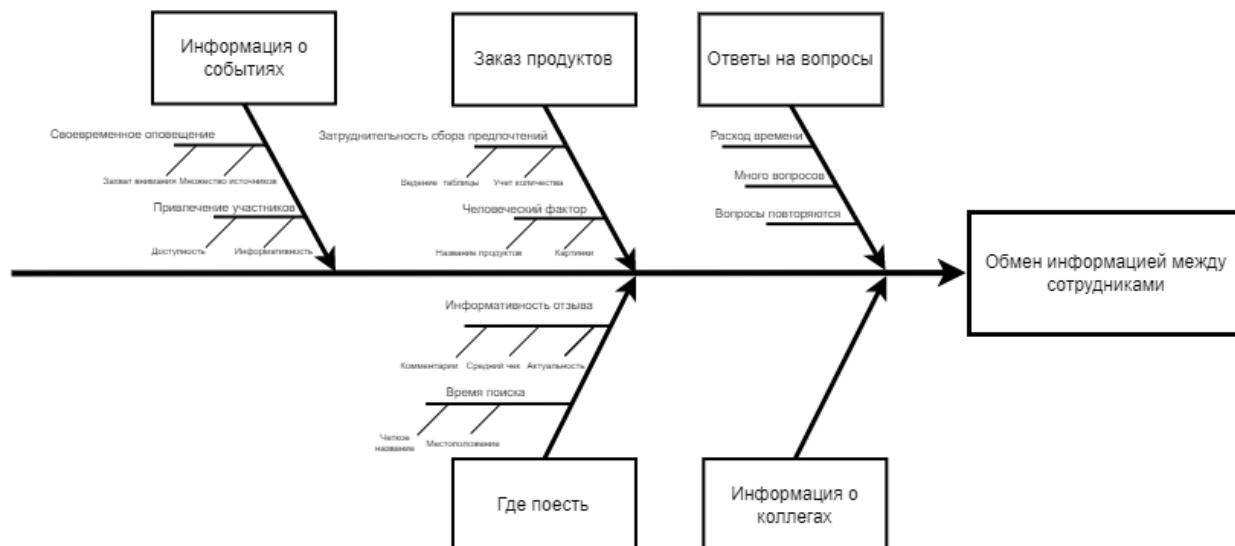 Информация о
событиях
Заказ продуктов
Ответы на вопросы
Своевременное оповещение
Захват внимания
Множество источников
Привлечение участников
Доступность
Информативность
Затруднительность сбора предпочтений
Ведение таблицы
Учет количества
Человеческий фактор
Название продуктов
Картинки
Расход времени
Много вопросов
Вопросы повторяются
Обмен информацией между
сотрудниками
Информативность отзыва
Комментарии
Средний чек
Актуальность
Время поиска
Четкое
название
Местоположение
Где поесть
Информация о
коллегах